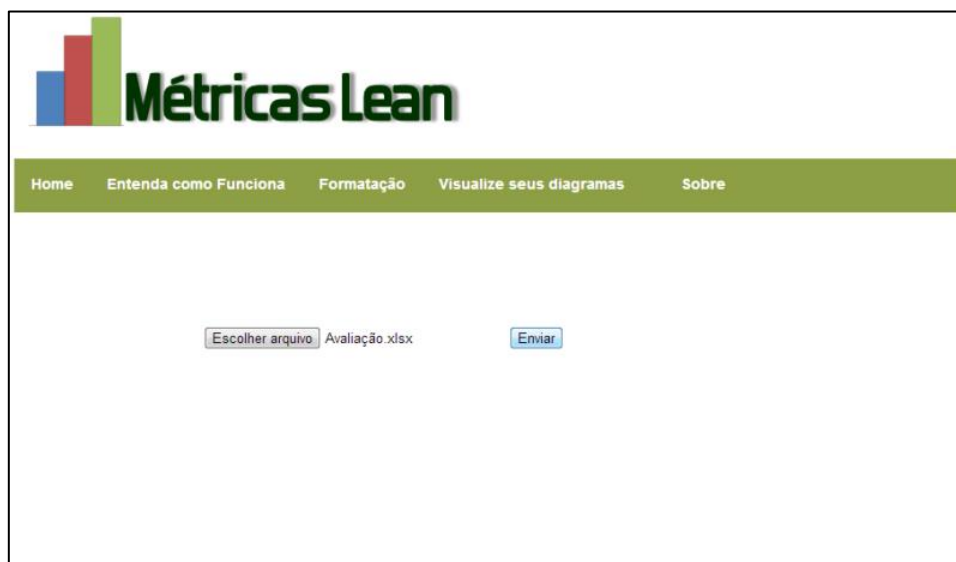 Métricas Lean
Home Entenda como Funciona Formatação Visualize seus diagramas Sobre
Escolher arquivo Avaliação.xlsx Enviar